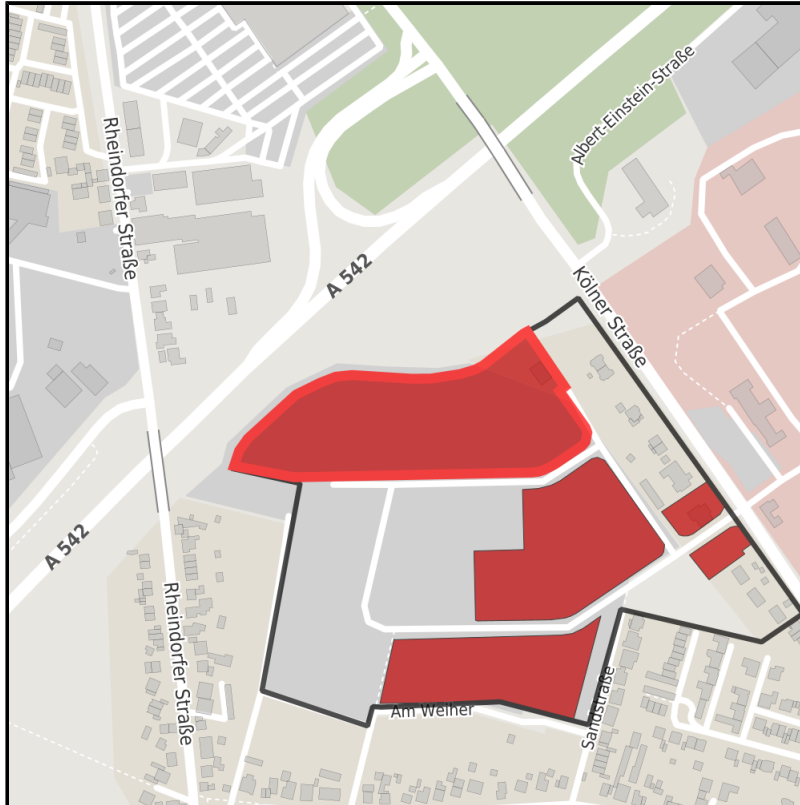 Albert-Einstein-Straße
Rheindorfer Straße
A 542
Kölner Straße
A 542
Rheindorfer Straße
Sandstraße
Am Weiher